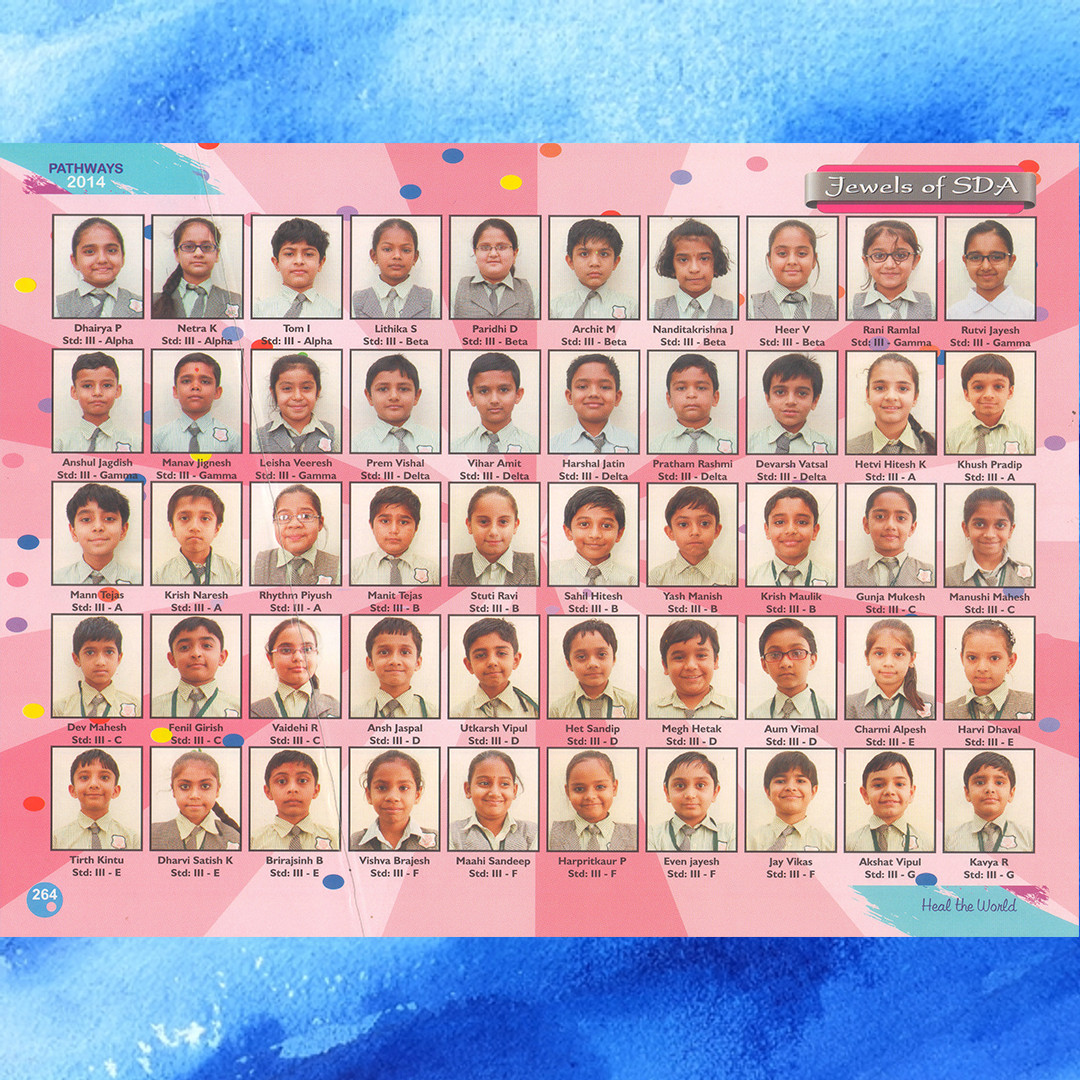 PATHWAYS
2014
Jewels of SDA
Dhairya P Netra K Tom I Lithika S Paridhi D Archit M Nanditakrishna J Heer V Rani Ramlal Rutvi Jayesh
Std: III - Alpha Std: III - Alpha Std: III - Alpha Std: III - Beta Std: III - Beta Std: III - Beta Std: III - Beta Std: III - Beta Std: III - Gamma Std: III - Gamma
Anshul Jagdish Manav Jignesh Leisha Veeresh Prem Vishal Vihar Amit Harshal Jatin Pratham Rashmi Devarsh Vatsal Hetvi Hitesh K Khush Pradip
Std: III - Gamma Std: III - Gamma Std: III - Gamma Std: III - Delta Std: III - Delta Std: III - Delta Std: III - Delta Std: III - Delta Std: III - A Std: III - A
Mann Tejas Krish Naresh Rhythm Piyush Manit Tejas Stuti Ravi Sahil Hitesh Yash Manish Krish Maulik Gunja Mukesh Manushi Mahesh
Std: III - A Std: III - A Std: III - A Std: III - B Std: III - B Std: III - B Std: III - B Std: III - B Std: III - C Std: III - C
Dev Mahesh Fenil Girish Vaidehi R Ansh Jaspal Utkarsh Vipul Het Sandip Megh Hetak Aum Vimal Charmi Alpesh Harvi Dhaval
Std: III - C Std: III - C Std: III - C Std: III - D Std: III - D Std: III - D Std: III - D Std: III - D Std: III - E Std: III - E
Tirth Kintu Dharvi Satish K Brirajsinh B Vishva Brajesh Maahi Sandeep Harpritkaur P Even jayesh Jay Vikas Akshat Vipul Kavya R
Std: III - E Std: III - E Std: III - E Std: III - F Std: III - F Std: III - F Std: III - F Std: III - F Std: III - G Std: III - G
264
Heal the World